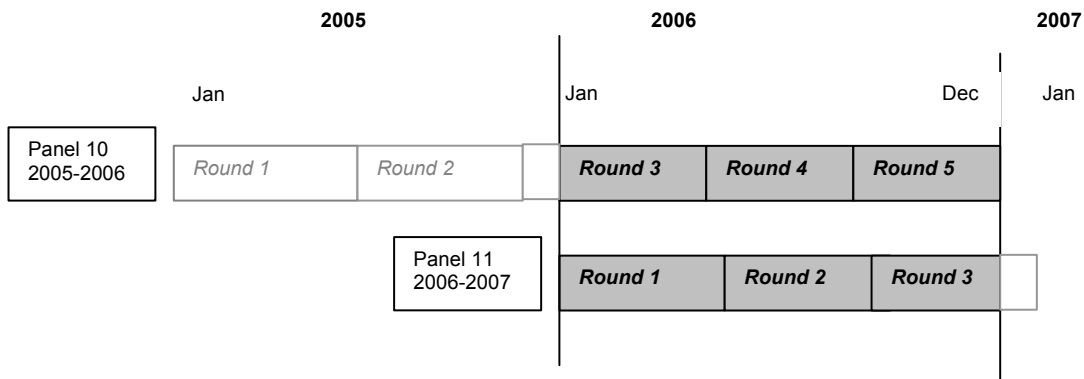 2005 2006 2007
Jan Jan Dec Jan
Panel 10
2005-2006
Round 1 Round 2 Round 3 Round 4 Round 5
Panel 11
2006-2007
Round 1 Round 2 Round 3